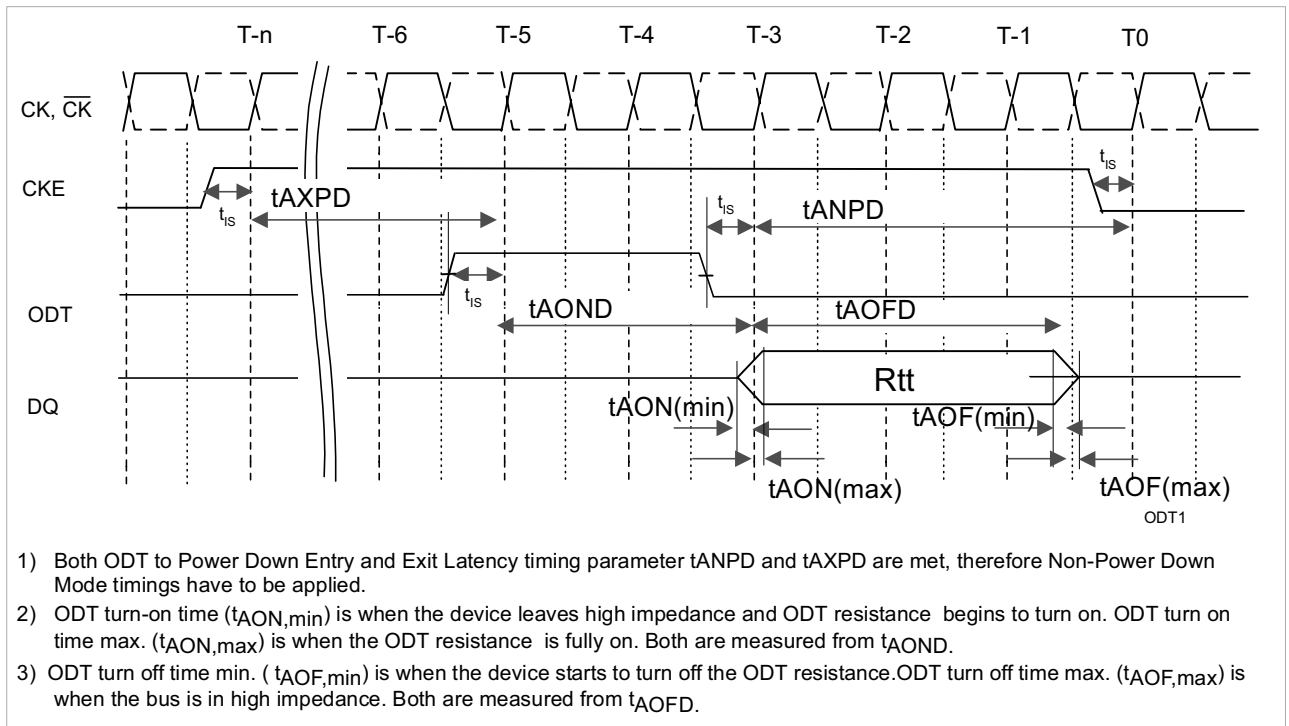 T-n T-6 T-5 T-4 T-3 T-2 T-1 T0
CK, CK
CKE
tIS
tAXPD
tIS
tANPD
tIS
ODT
tIS
tAOND
tAOFD
DQ
Rtt
tAON(min)
tAOF(min)
tAON(max)
tAOF(max)
ODT1
1) Both ODT to Power Down Entry and Exit Latency timing parameter tANPD and tAXPD are met, therefore Non-Power Down
Mode timings have to be applied.
2) ODT turn-on time (tAON,min) is when the device leaves high impedance and ODT resistance begins to turn on. ODT turn on
time max. (tAON,max) is when the ODT resistance is fully on. Both are measured from tAOND.
3) ODT turn off time min. ( tAOF,min) is when the device starts to turn off the ODT resistance.ODT turn off time max. (tAOF,max) is
when the bus is in high impedance. Both are measured from tAOFD.